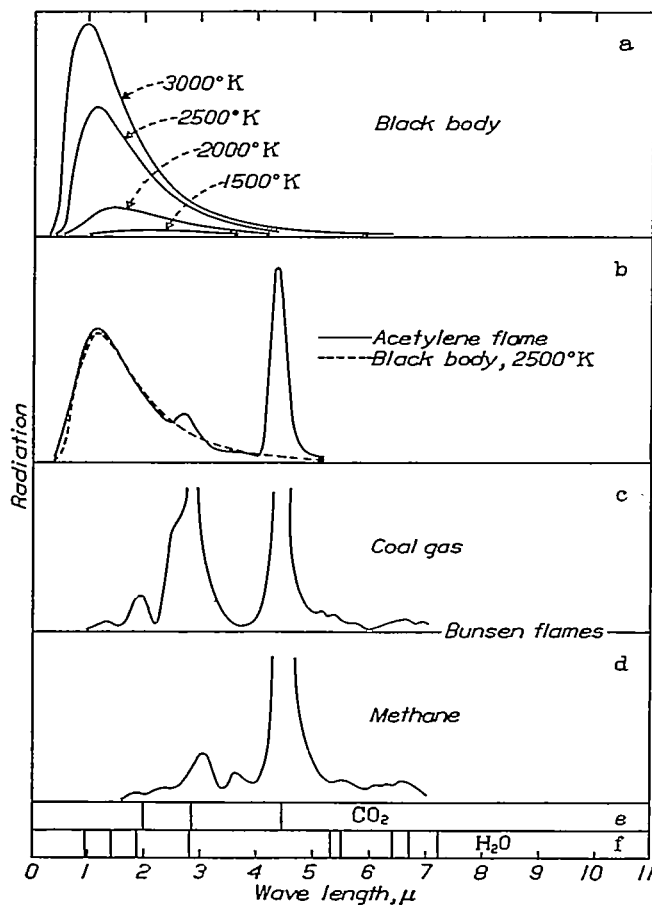 a
3000°K
2500°K
2000°K
1500°K
Black body
b
Acetylene flame
Black body, 2500°K
Radiation
c
Coal gas
Bunsen flames
d
Methane
CO₂
e
H₂O
f
0 1 2 3 4 5 6 7 8 9 10 11
Wave length, μ